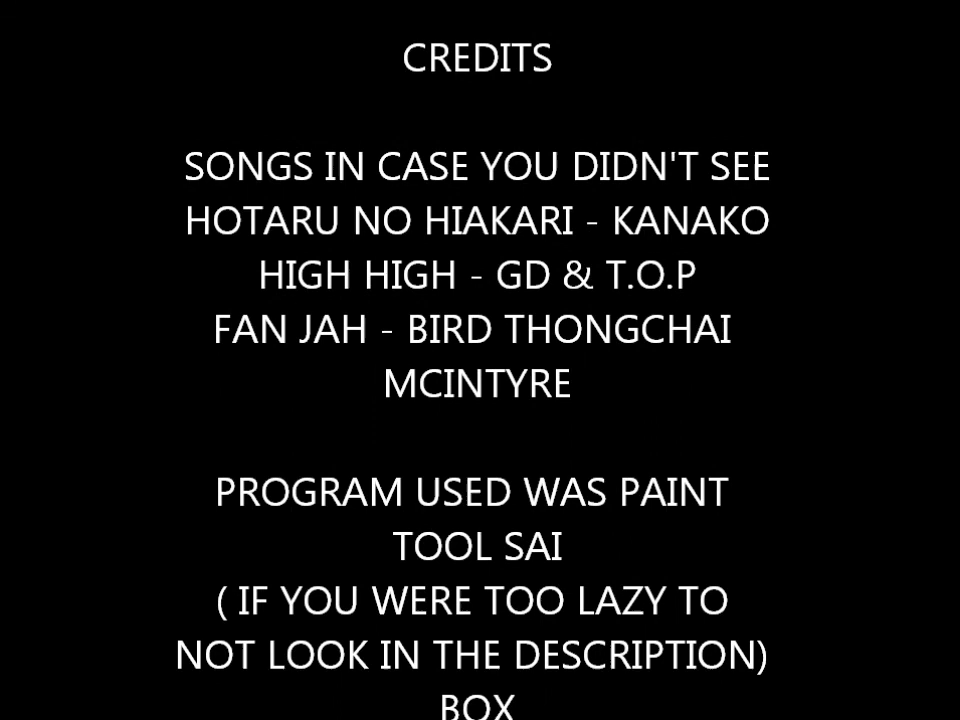 CREDITS
SONGS IN CASE YOU DIDN'T SEE
HOTARU NO HIAKARI - KANAKO
HIGH HIGH - GD & T.O.P
FAN JAH - BIRD THONGCHAI
MCINTYRE
PROGRAM USED WAS PAINT
TOOL SAI
( IF YOU WERE TOO LAZY TO
NOT LOOK IN THE DESCRIPTION)
BOX